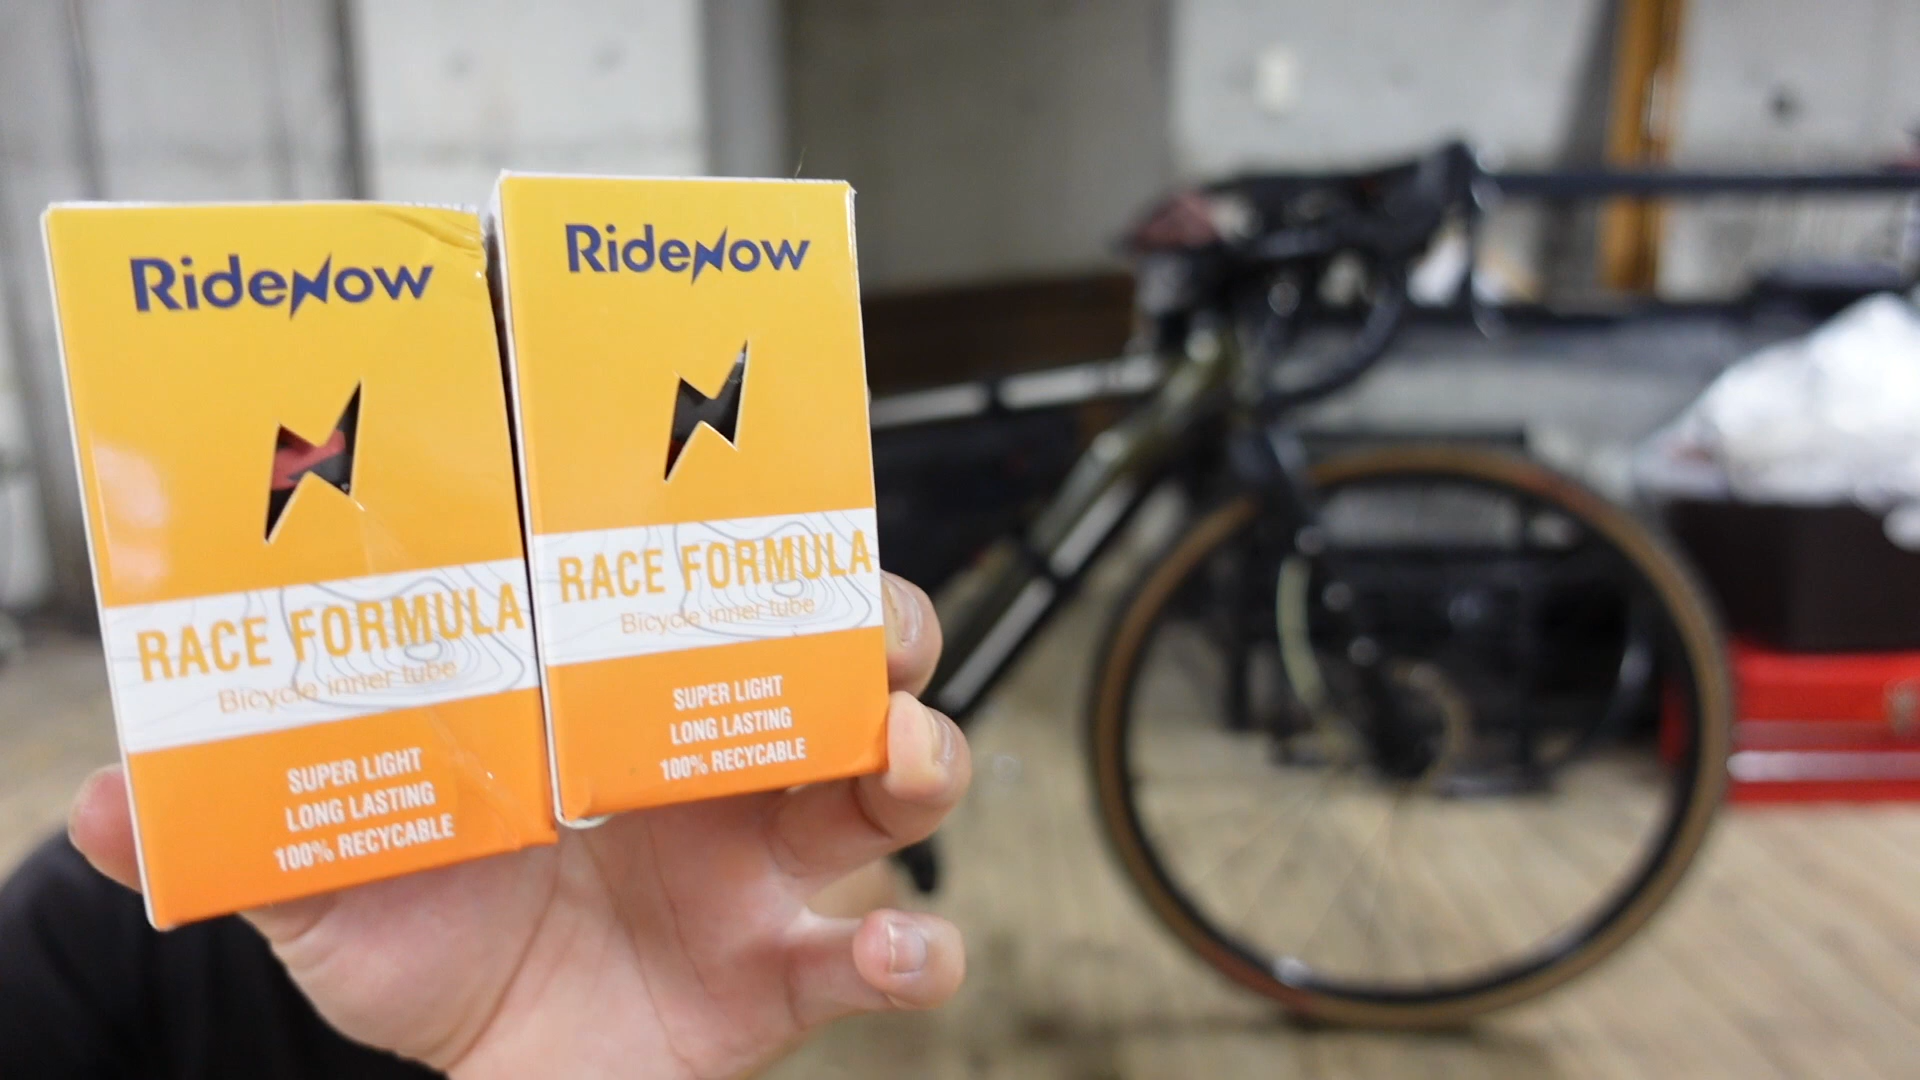 RideNow
RACE FORMULA
Bicycle inner tube
SUPER LIGHT
LONG LASTING
100% RECYCABLE
RideNow
RACE FORMULA
Bicycle inner tube
SUPER LIGHT
LONG LASTING
100% RECYCABLE